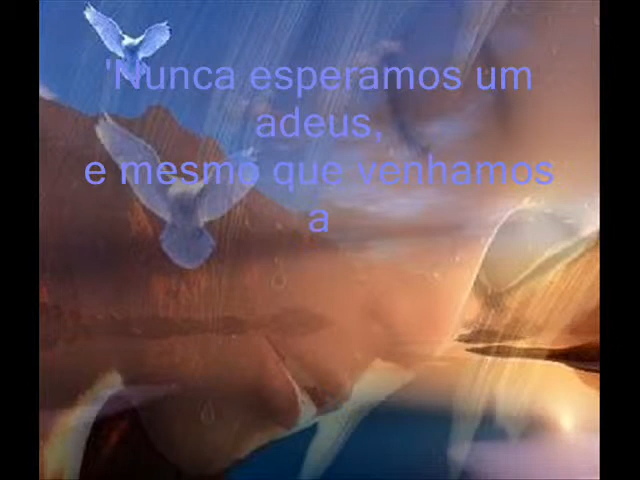 'Nunca esperamos um
adeus,
e mesmo que venhamos
a